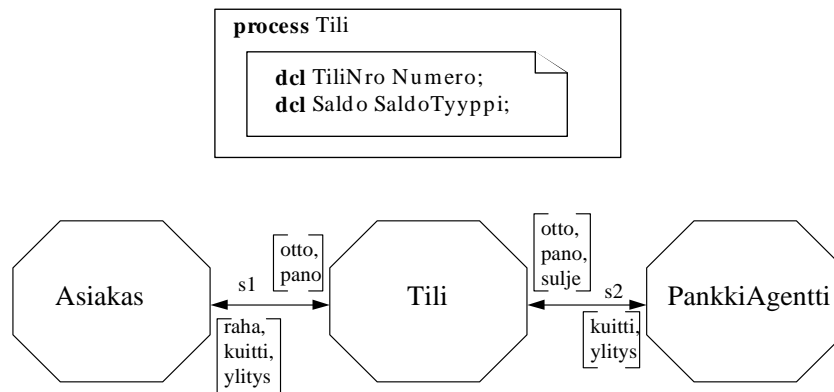 process Tili
dcl TiliNro Numero;
dcl Saldo SaldoTyyppi;
otto,
pano
otto,
pano,
sulje
Asiakas
s1
Tili
s2
PankkiAgentti
raha,
kuitti,
ylitys
kuitti,
ylitys